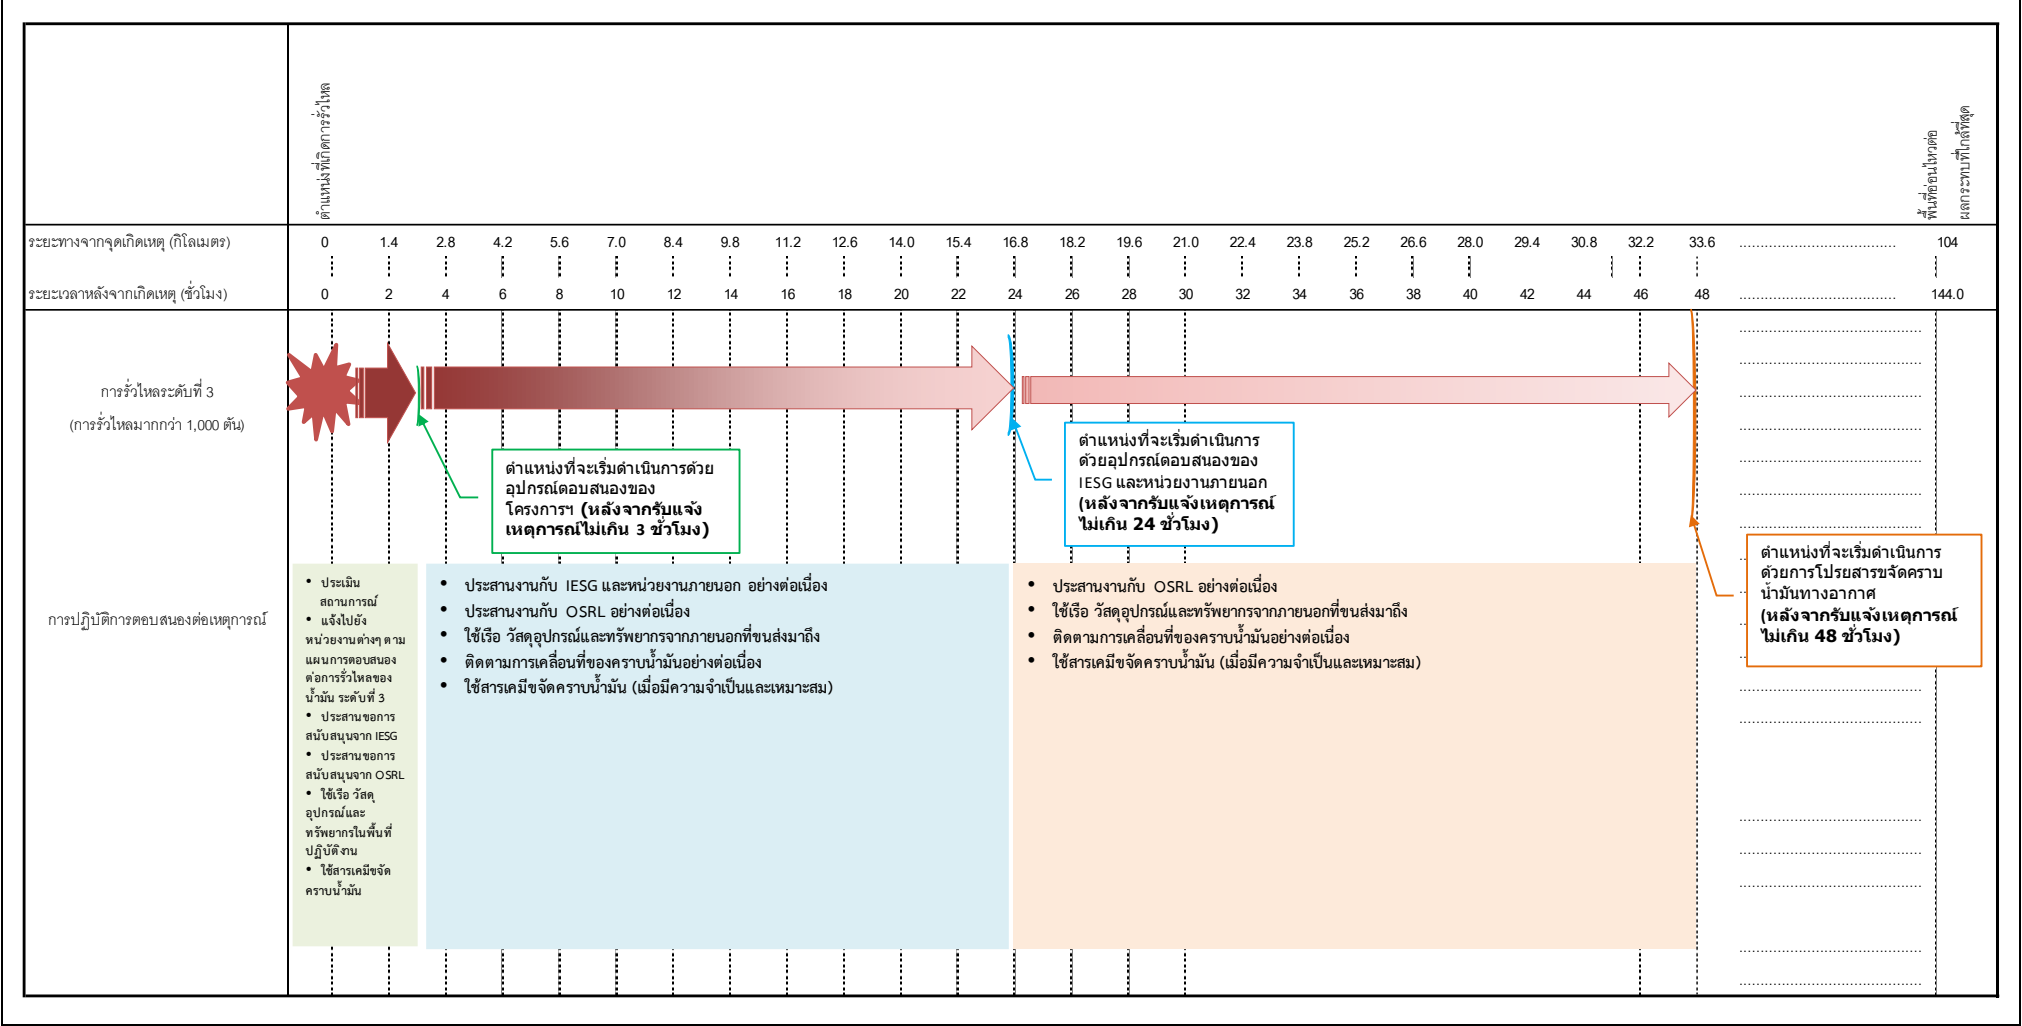 ตำแหน่งที่เกิดการรั่วไหล
พื้นที่อ่อนไหวต่อ
ผลกระทบที่ใกล้ที่สุด
ระยะทางจากจุดเกิดเหตุ (กิโลเมตร) 0 1.4 2.8 4.2 5.6 7.0 8.4 9.8 11.2 12.6 14.0 15.4 16.8 18.2 19.6 21.0 22.4 23.8 25.2 26.6 28.0 29.4 30.8 32.2 33.6 104
ระยะเวลาหลังจากเกิดเหตุ (ชั่วโมง) 0 2 4 6 8 10 12 14 16 18 20 22 24 26 28 30 32 34 36 38 40 42 44 46 48 144.0
การรั่วไหลระดับที่ 3
(การรั่วไหลมากกว่า 1,000 ตัน)
ตำแหน่งที่จะเริ่มดำเนินการด้วย
อุปกรณ์ตอบสนองของ
โครงการฯ (หลังจากรับแจ้ง
เหตุการณ์ไม่เกิน 3 ชั่วโมง)
ตำแหน่งที่จะเริ่มดำเนินการ
ด้วยอุปกรณ์ตอบสนองของ
IESG และหน่วยงานภายนอก
(หลังจากรับแจ้งเหตุการณ์
ไม่เกิน 24 ชั่วโมง)
ตำแหน่งที่จะเริ่มดำเนินการ
ด้วยการโปรยสารขจัดคราบ
น้ำมันทางอากาศ
(หลังจากรับแจ้งเหตุการณ์
ไม่เกิน 48 ชั่วโมง)
การปฏิบัติการตอบสนองต่อเหตุการณ์
• ประเมิน
สถานการณ์
• แจ้งไปยัง
หน่วยงานต่างๆ ตาม
แผนการตอบสนอง
ต่อการรั่วไหลของ
น้ำมัน ระดับที่ 3
• ประสานขอการ
สนับสนุนจาก IESG
• ประสานขอการ
สนับสนุนจาก OSRL
• ใช้เรือ วัสดุ
อุปกรณ์และ
ทรัพยากรในพื้นที่
ปฏิบัติงาน
• ใช้สารเคมีขจัด
คราบน้ำมัน
• ประสานงานกับ IESG และหน่วยงานภายนอก อย่างต่อเนื่อง
• ประสานงานกับ OSRL อย่างต่อเนื่อง
• ใช้เรือ วัสดุอุปกรณ์และทรัพยากรจากภายนอกที่ขนส่งมาถึง
• ติดตามการเคลื่อนที่ของคราบน้ำมันอย่างต่อเนื่อง
• ใช้สารเคมีขจัดคราบน้ำมัน (เมื่อมีความจำเป็นและเหมาะสม)
• ประสานงานกับ OSRL อย่างต่อเนื่อง
• ใช้เรือ วัสดุอุปกรณ์และทรัพยากรจากภายนอกที่ขนส่งมาถึง
• ติดตามการเคลื่อนที่ของคราบน้ำมันอย่างต่อเนื่อง
• ใช้สารเคมีขจัดคราบน้ำมัน (เมื่อมีความจำเป็นและเหมาะสม)